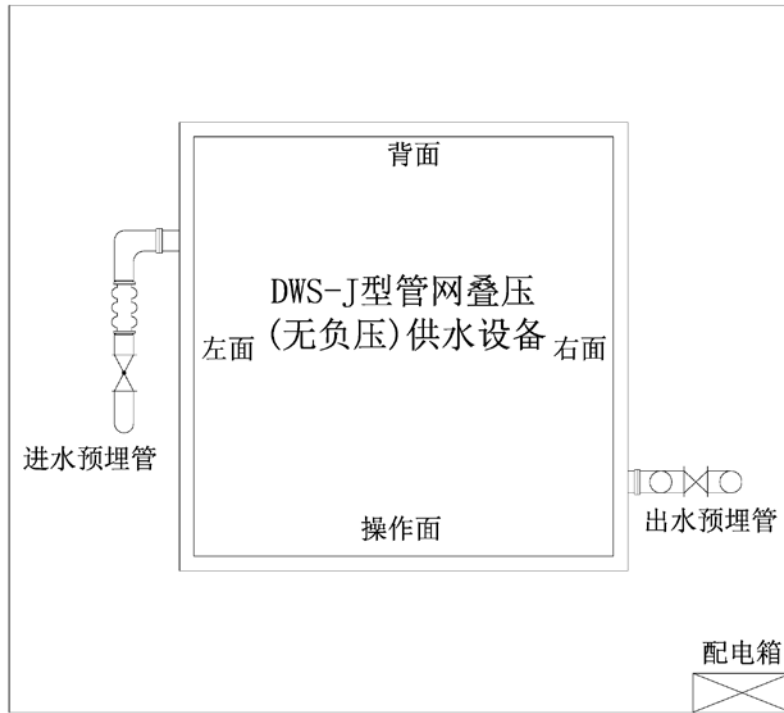 背面
DWS-J型管网叠压
(无负压)供水设备
左面
右面
进水预埋管
操作面
出水预埋管
配电箱